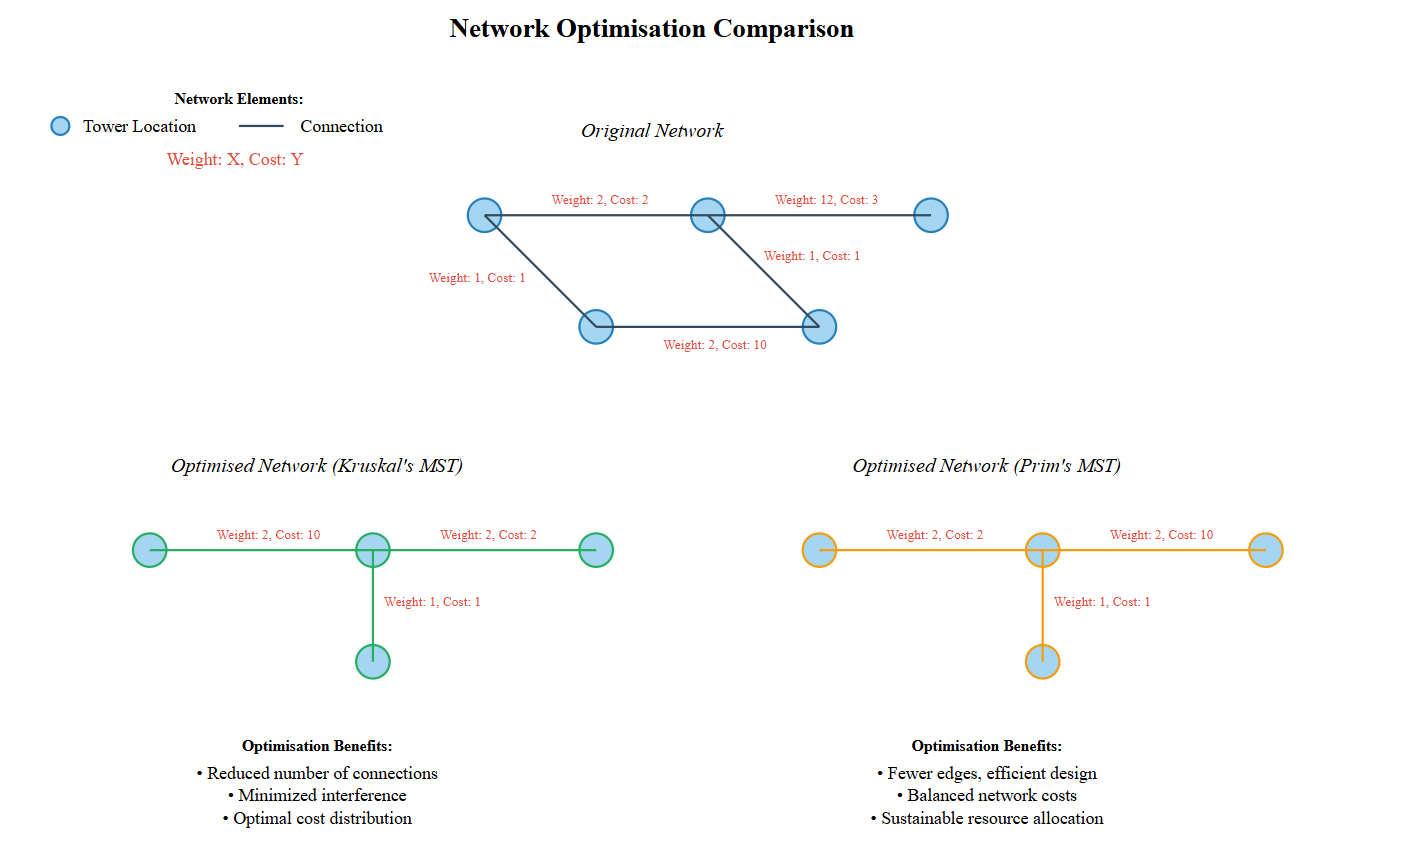 Network Optimisation Comparison
Network Elements:
Tower Location
Connection
Weight: X, Cost: Y
Original Network
Weight: 2, Cost: 2
Weight: 12, Cost: 3
Weight: 1, Cost: 1
Weight: 1, Cost: 1
Weight: 2, Cost: 10
Optimised Network (Kruskal's MST)
Weight: 2, Cost: 10
Weight: 2, Cost: 2
Weight: 1, Cost: 1
Optimisation Benefits:
• Reduced number of connections
• Minimized interference
• Optimal cost distribution
Optimised Network (Prim's MST)
Weight: 2, Cost: 2
Weight: 2, Cost: 10
Weight: 1, Cost: 1
Optimisation Benefits:
• Fewer edges, efficient design
• Balanced network costs
• Sustainable resource allocation